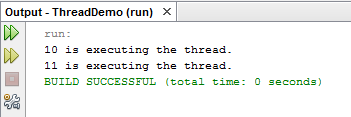 Output - ThreadDemo (run)
run:
10 is executing the thread.
11 is executing the thread.
BUILD SUCCESSFUL (total time: 0 seconds)